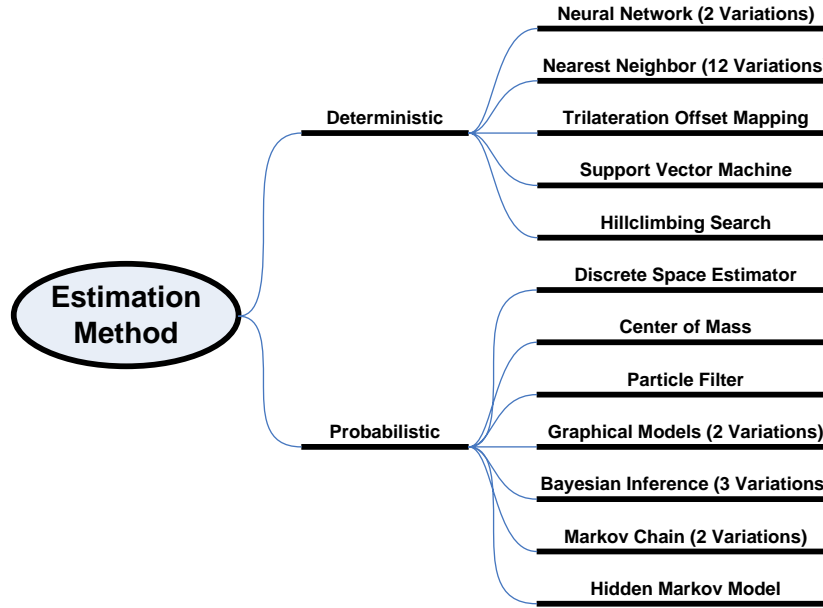 Neural Network (2 Variations)
Nearest Neighbor (12 Variations
Deterministic
Trilateration Offset Mapping
Support Vector Machine
Hillclimbing Search
Discrete Space Estimator
Estimation
Method
Center of Mass
Particle Filter
Probabilistic
Graphical Models (2 Variations)
Bayesian Inference (3 Variations
Markov Chain (2 Variations)
Hidden Markov Model